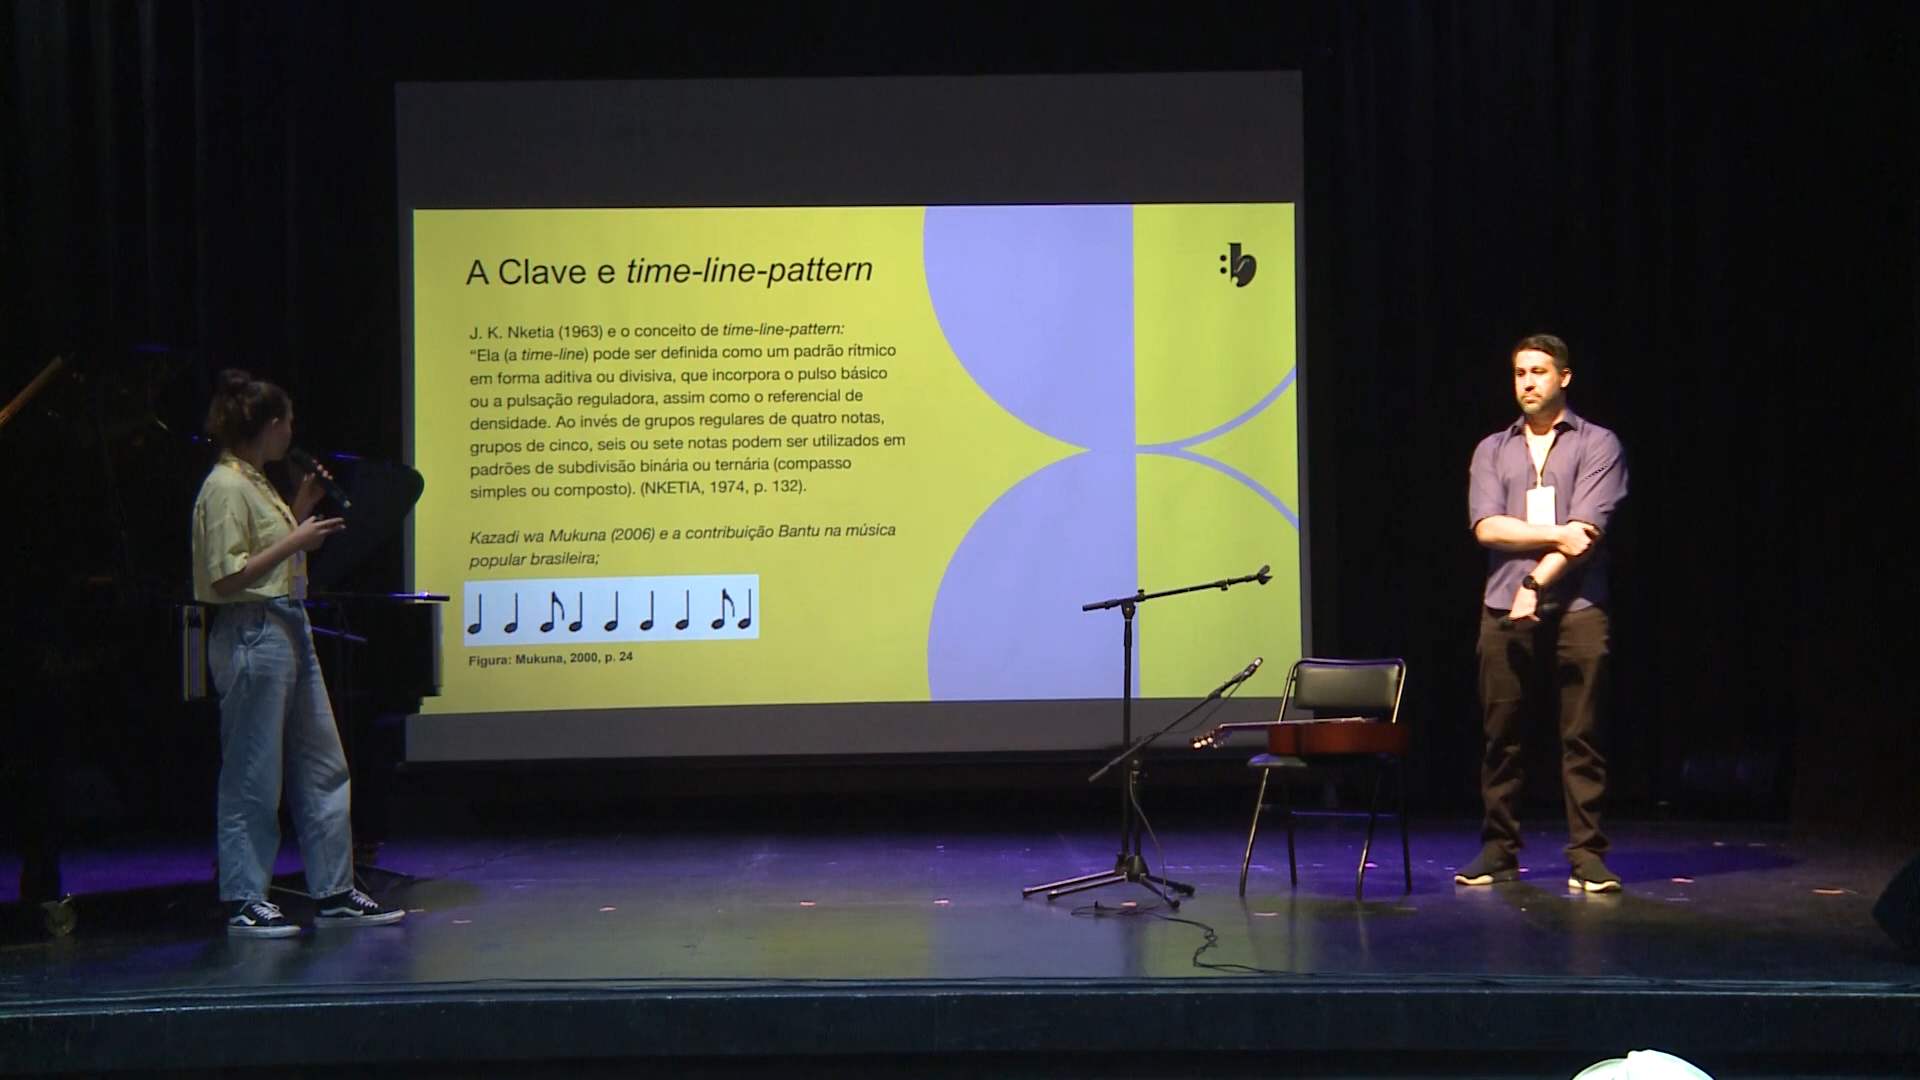 A Clave e time-line-pattern
J. K. Nketia (1963) e o conceito de time-line-pattern:
“Ela (a time-line) pode ser definida como um padrão rítmico
em forma aditiva ou divisiva, que incorpora o pulso básico
ou a pulsação reguladora, assim como o referencial de
densidade. Ao invés de grupos regulares de quatro notas,
grupos de cinco, seis ou sete notas podem ser utilizados em
padrões de subdivisão binária ou ternária (compasso
simples ou composto). (NKETIA, 1974, p. 132).
Kazadi wa Mukuna (2006) e a contribuição Bantu na música
popular brasileira;
Figura: Mukuna, 2000, p. 24